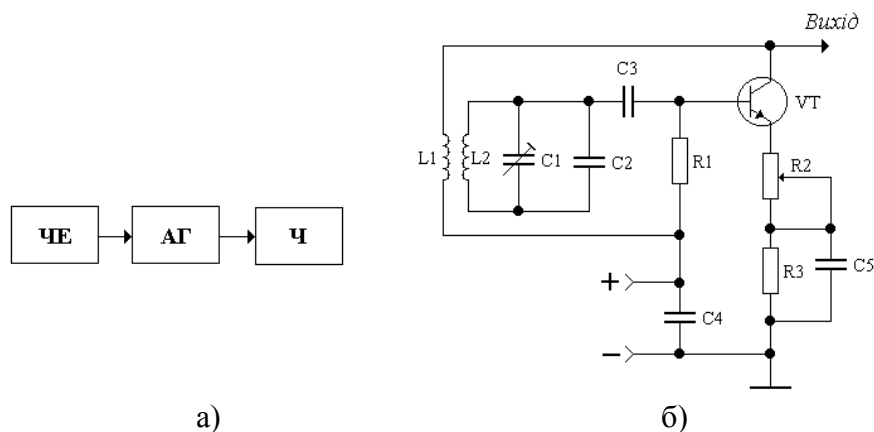 Вихід
C3
VT
L1 L2 C1 C2 R1 R2
ЧЕ АГ Ч
R3 C5
+
C4
−
а) б)